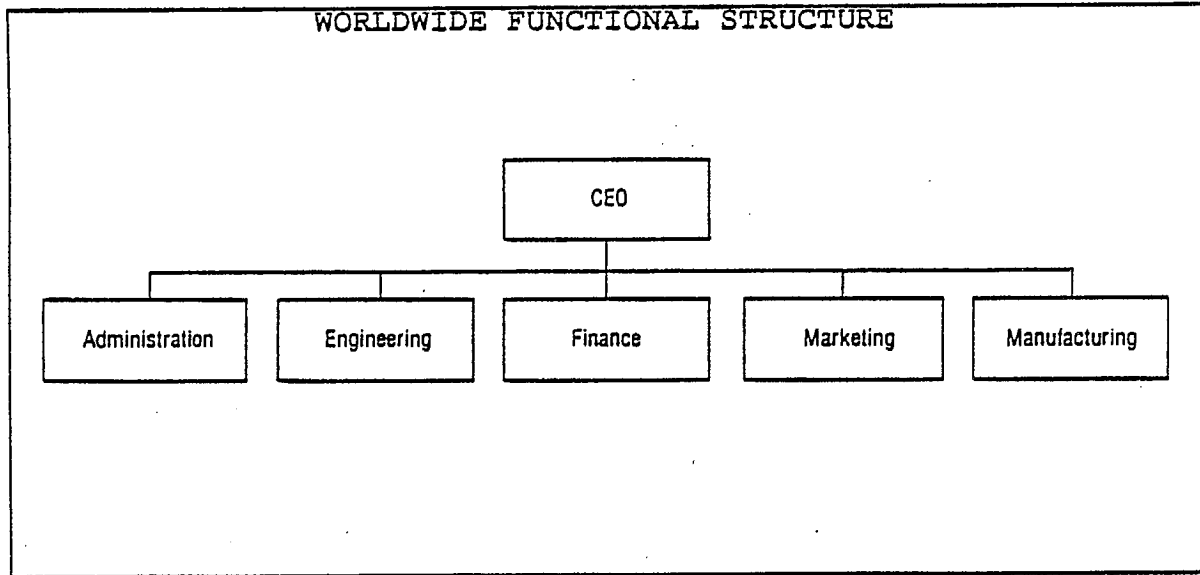 WORLDWIDE FUNCTIONAL STRUCTURE
CEO
Administration Engineering Finance Marketing Manufacturing